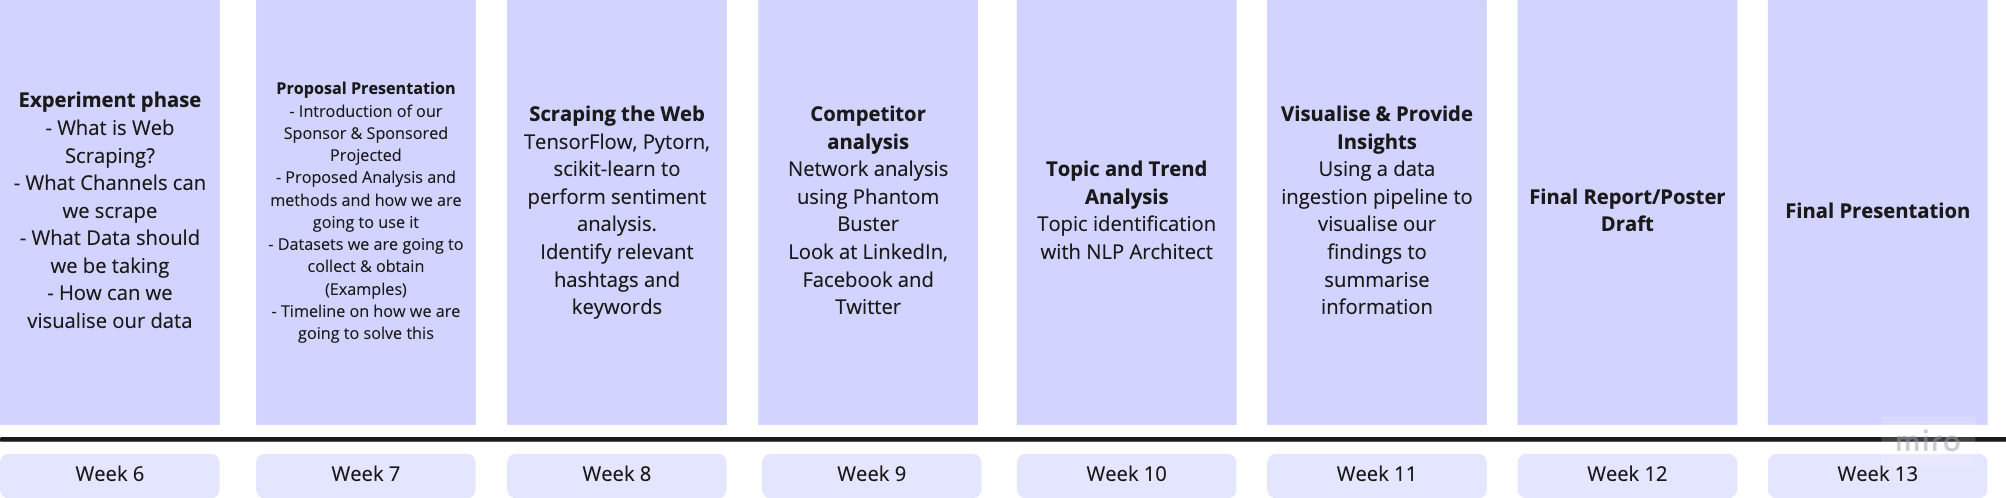 Experiment phase
- What is Web
Scraping?
- What Channels can
we scrape
- What Data should
we be taking
- How can we
visualise our data
Proposal Presentation
- Introduction of our
Sponsor & Sponsored
Projected
- Proposed Analysis and
methods and how we are
going to use it
- Datasets we are going to
collect & obtain
(Examples)
- Timeline on how we are
going to solve this
Scraping the Web
TensorFlow, Pytorn,
scikit-learn to
perform sentiment
analysis.
Identify relevant
hashtags and
keywords
Competitor
analysis
Network analysis
using Phantom
Buster
Look at LinkedIn,
Facebook and
Twitter
Topic and Trend
Analysis
Topic identification
with NLP Architect
Visualise & Provide
Insights
Using a data
ingestion pipeline to
visualise our
findings to
summarise
information
Final Report/Poster
Draft
Final Presentation
miro
Week 6
Week 7
Week 8
Week 9
Week 10
Week 11
Week 12
Week 13